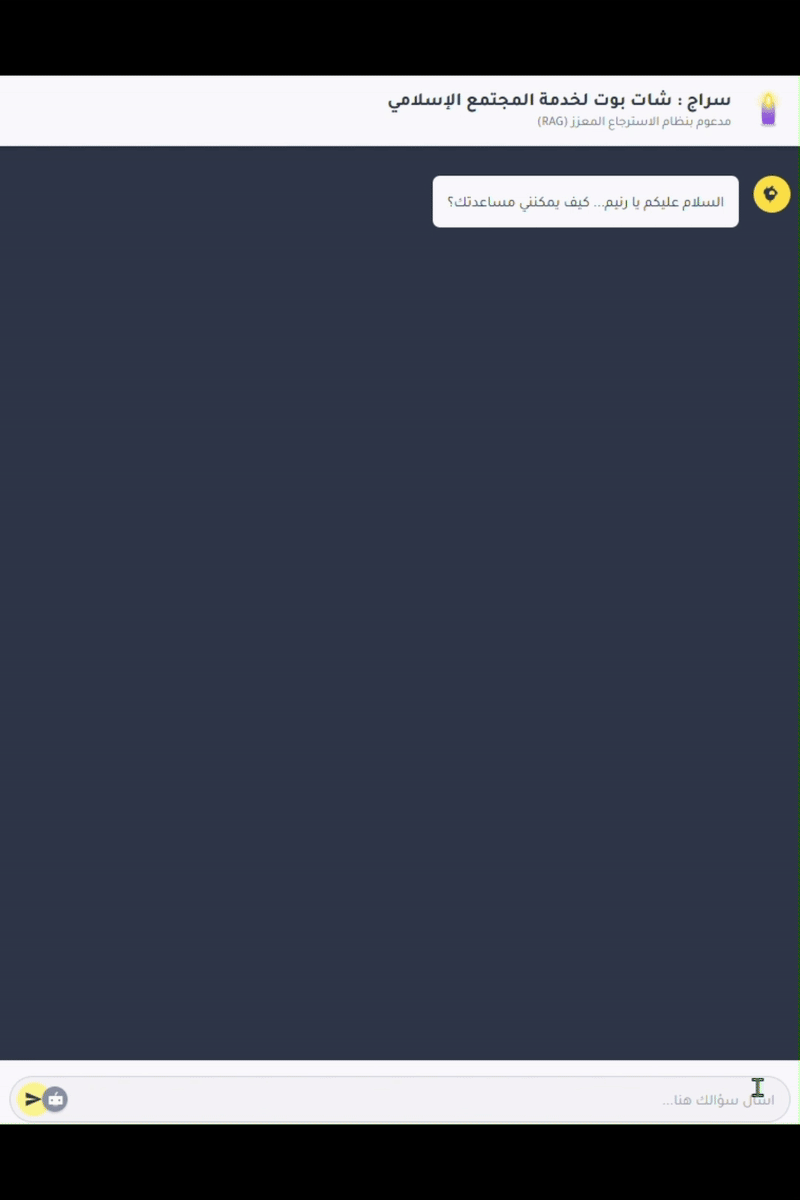 سراج : شات بوت لخدمة المجتمع الإسلامي
مدعوم بنظام الاسترجاع المعزز (RAG)
السلام عليكم يا رنيم... كيف يمكنني مساعدتك؟
اسأل سؤالك هنا...